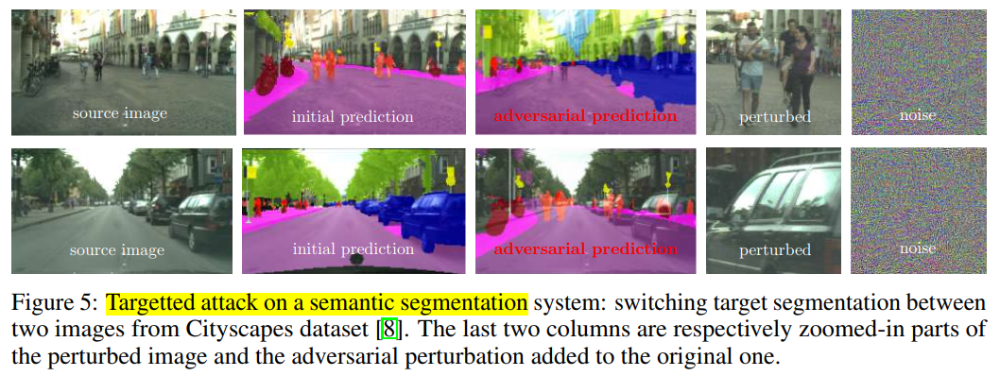 source image
initial prediction
adversarial prediction
perturbed
noise
source image
initial prediction
adversarial prediction
perturbed
noise
Figure 5: Targetted attack on a semantic segmentation system: switching target segmentation between
two images from Cityscapes dataset [8]. The last two columns are respectively zoomed-in parts of
the perturbed image and the adversarial perturbation added to the original one.